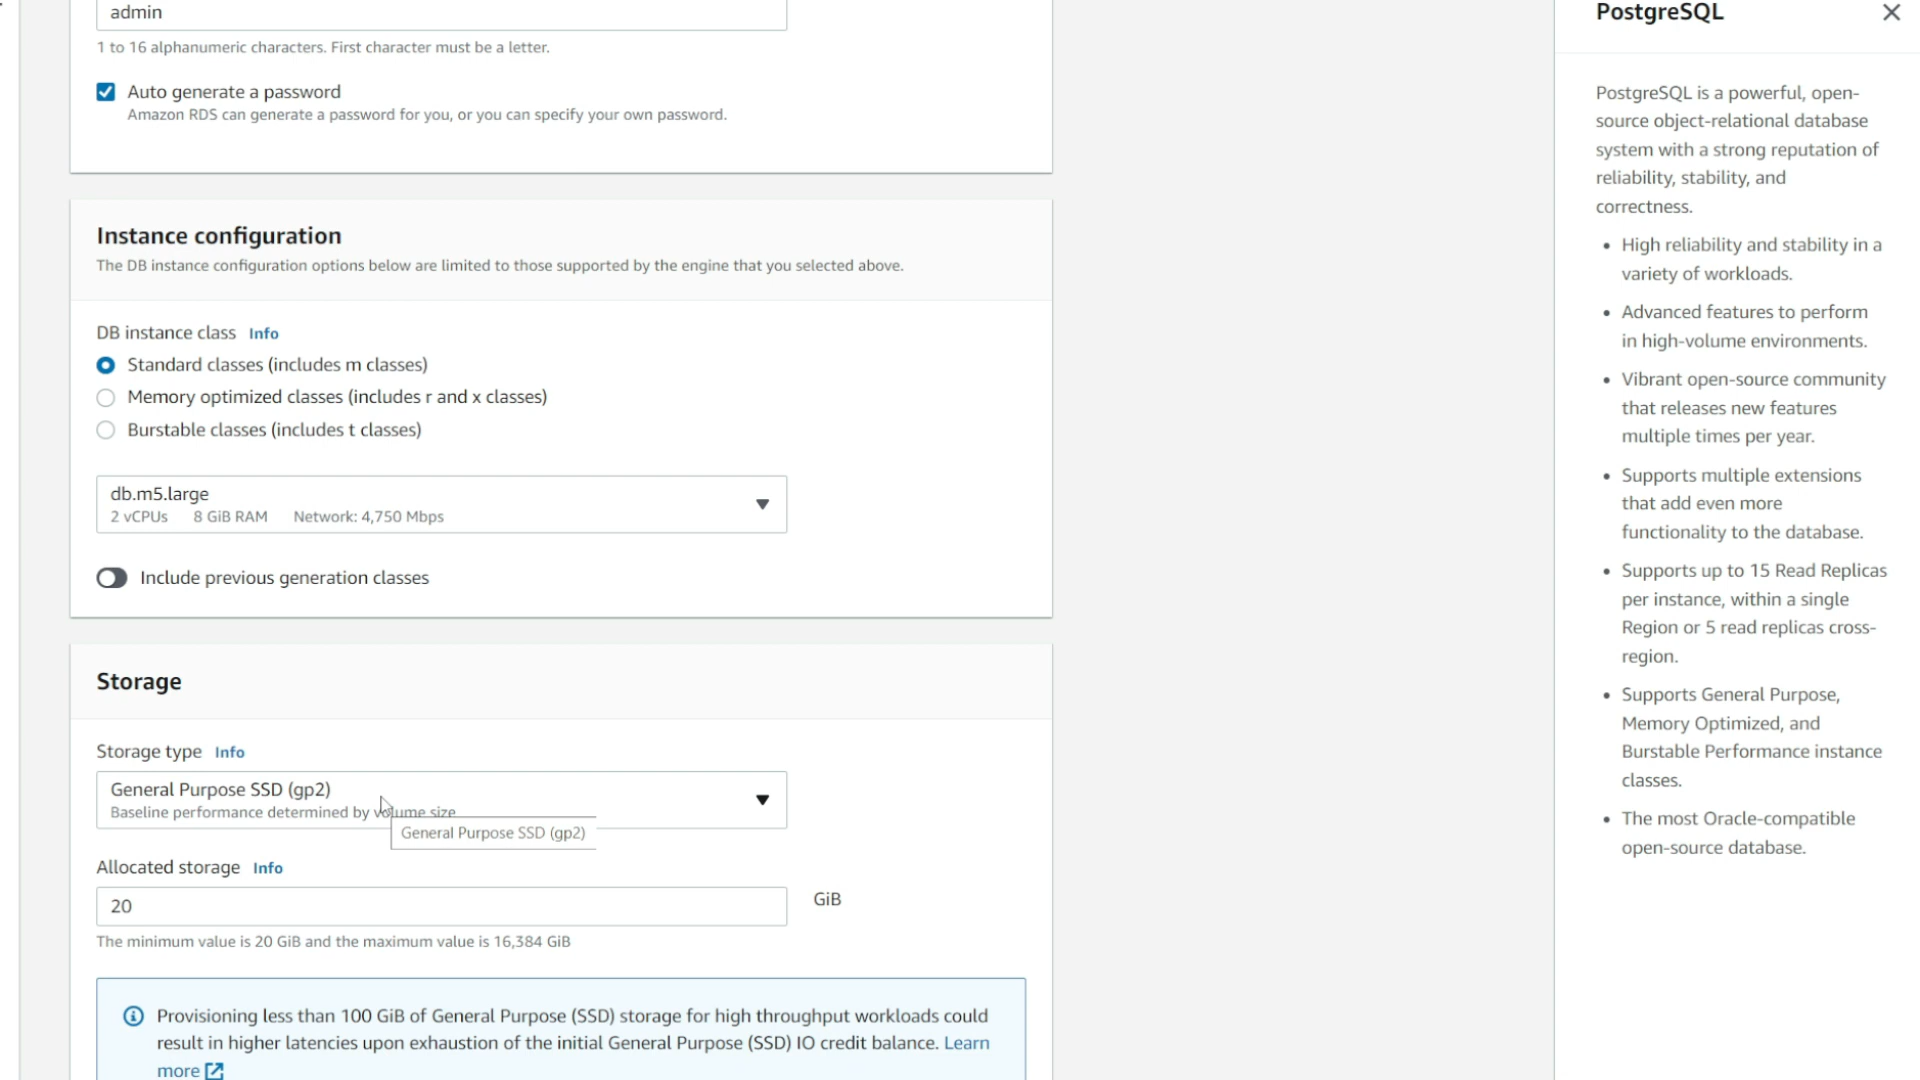 admin
1 to 16 alphanumeric characters. First character must be a letter.
Auto generate a password
Amazon RDS can generate a password for you, or you can specify your own password.
Instance configuration
The DB instance configuration options below are limited to those supported by the engine that you selected above.
DB instance class Info
Standard classes (includes m classes)
Memory optimized classes (includes r and x classes)
Burstable classes (includes t classes)
db.m5.large
2 vCPUs 8 GiB RAM Network: 4,750 Mbps
Include previous generation classes
Storage
Storage type Info
General Purpose SSD (gp2)
Baseline performance determined by volume size
General Purpose SSD (gp2)
Allocated storage Info
20
GiB
The minimum value is 20 GiB and the maximum value is 16,384 GiB
Provisioning less than 100 GiB of General Purpose (SSD) storage for high throughput workloads could
result in higher latencies upon exhaustion of the initial General Purpose (SSD) IO credit balance. Learn
more
PostgreSQL
PostgreSQL is a powerful, open-
source object-relational database
system with a strong reputation of
reliability, stability, and
correctness.
• High reliability and stability in a
variety of workloads.
• Advanced features to perform
in high-volume environments.
• Vibrant open-source community
that releases new features
multiple times per year.
• Supports multiple extensions
that add even more
functionality to the database.
• Supports up to 15 Read Replicas
per instance, within a single
Region or 5 read replicas cross-
region.
• Supports General Purpose,
Memory Optimized, and
Burstable Performance instance
classes.
• The most Oracle-compatible
open-source database.